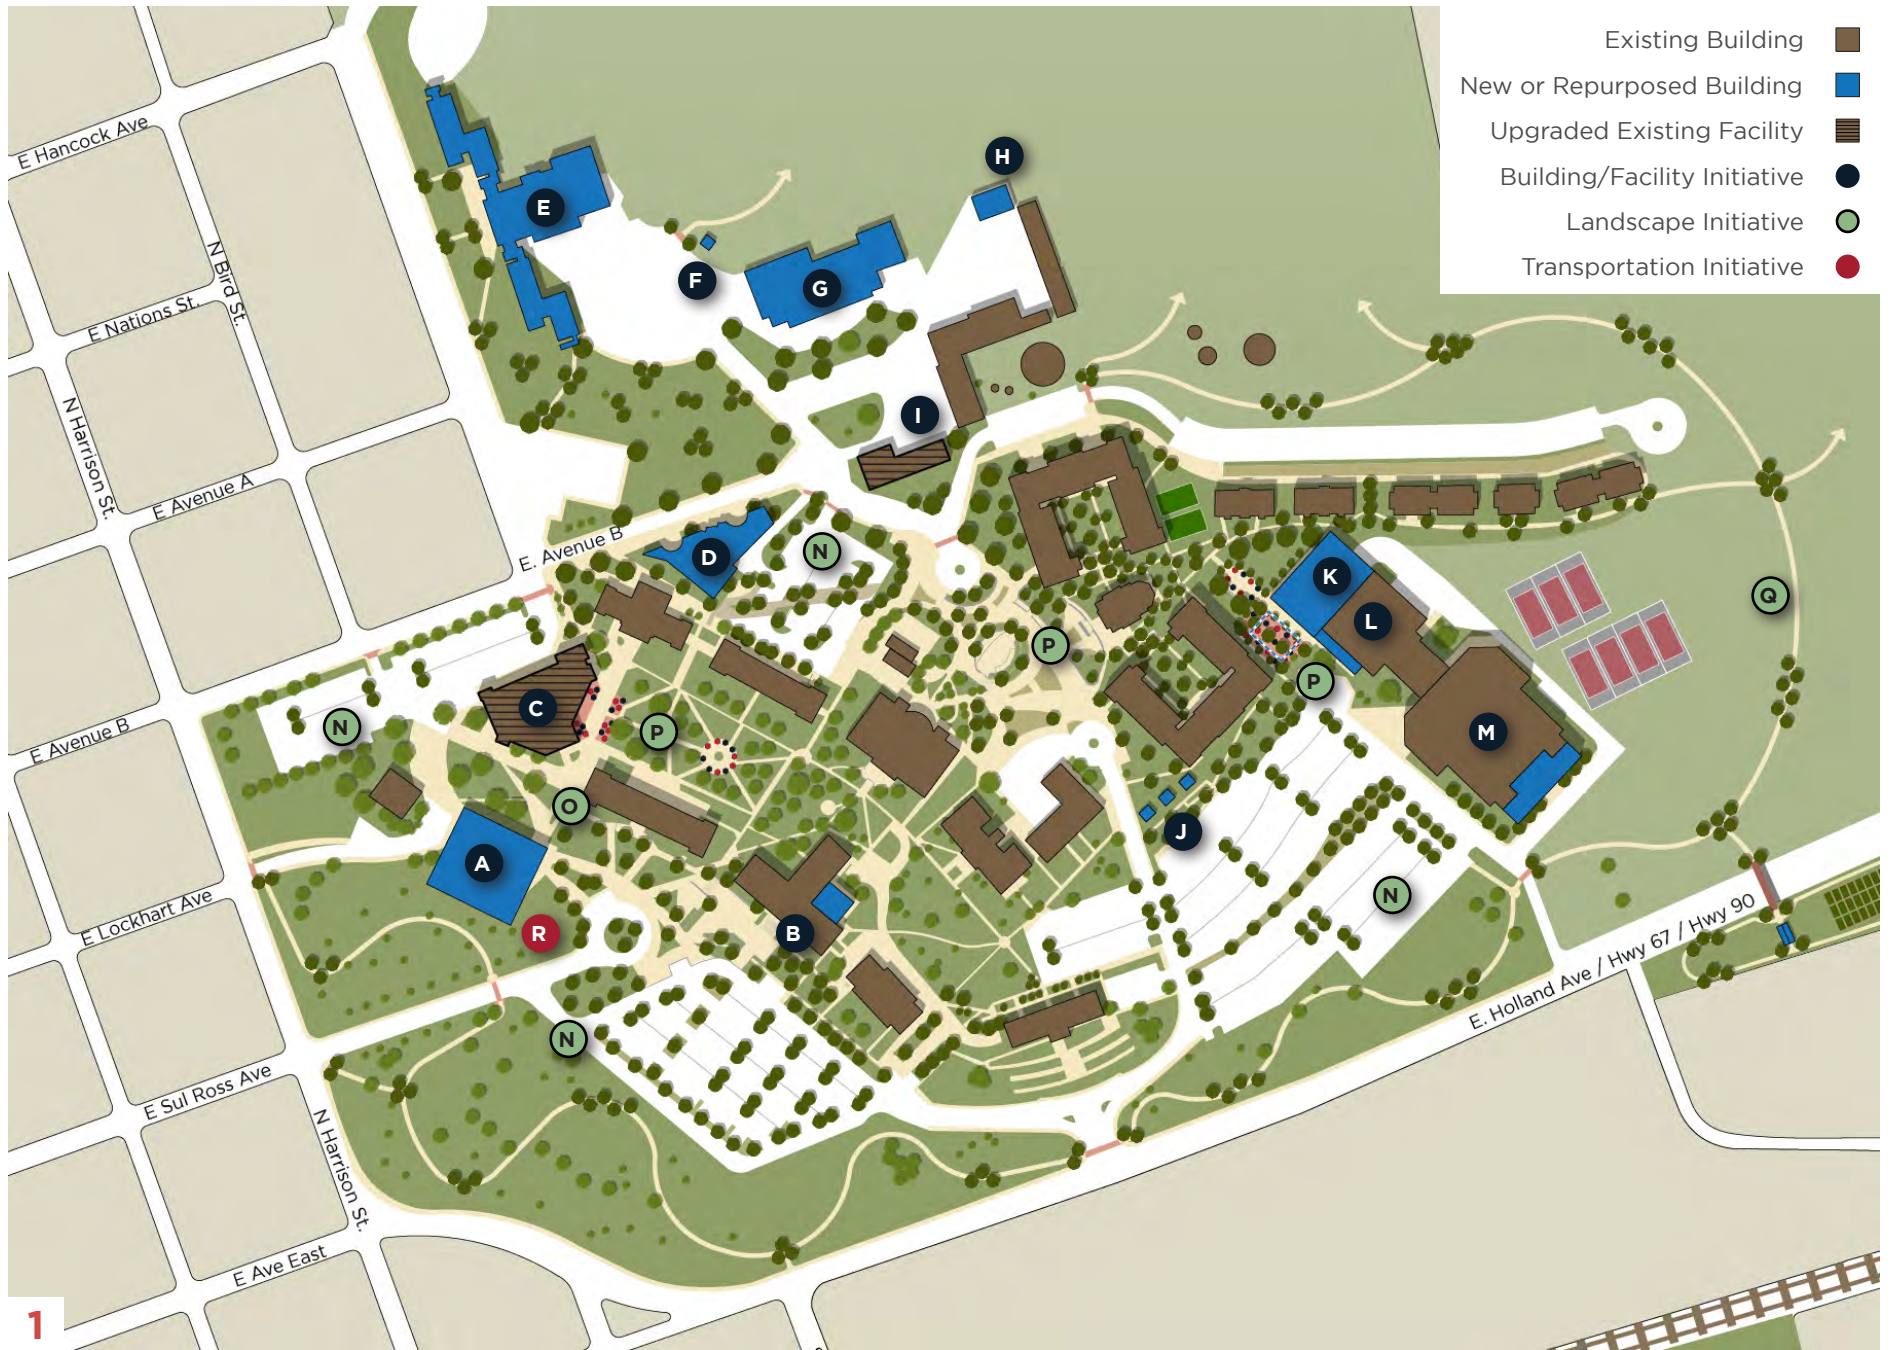 Existing Building
New or Repurposed Building
Upgraded Existing Facility
Building/Facility Initiative
Landscape Initiative
Transportation Initiative
E Hancock Ave
N Bird St.
E Nations St.
N Harrison St.
E Avenue A
E. Avenue B
E Avenue B
E Lockhart Ave
E Sul Ross Ave
N Harrison St.
E Ave East
E. Holland Ave / Hwy 67 / Hwy 90
H
E
F
G
I
D
N
K
L
Q
P
P
C
P
N
M
O
J
A
N
R
B
N
1